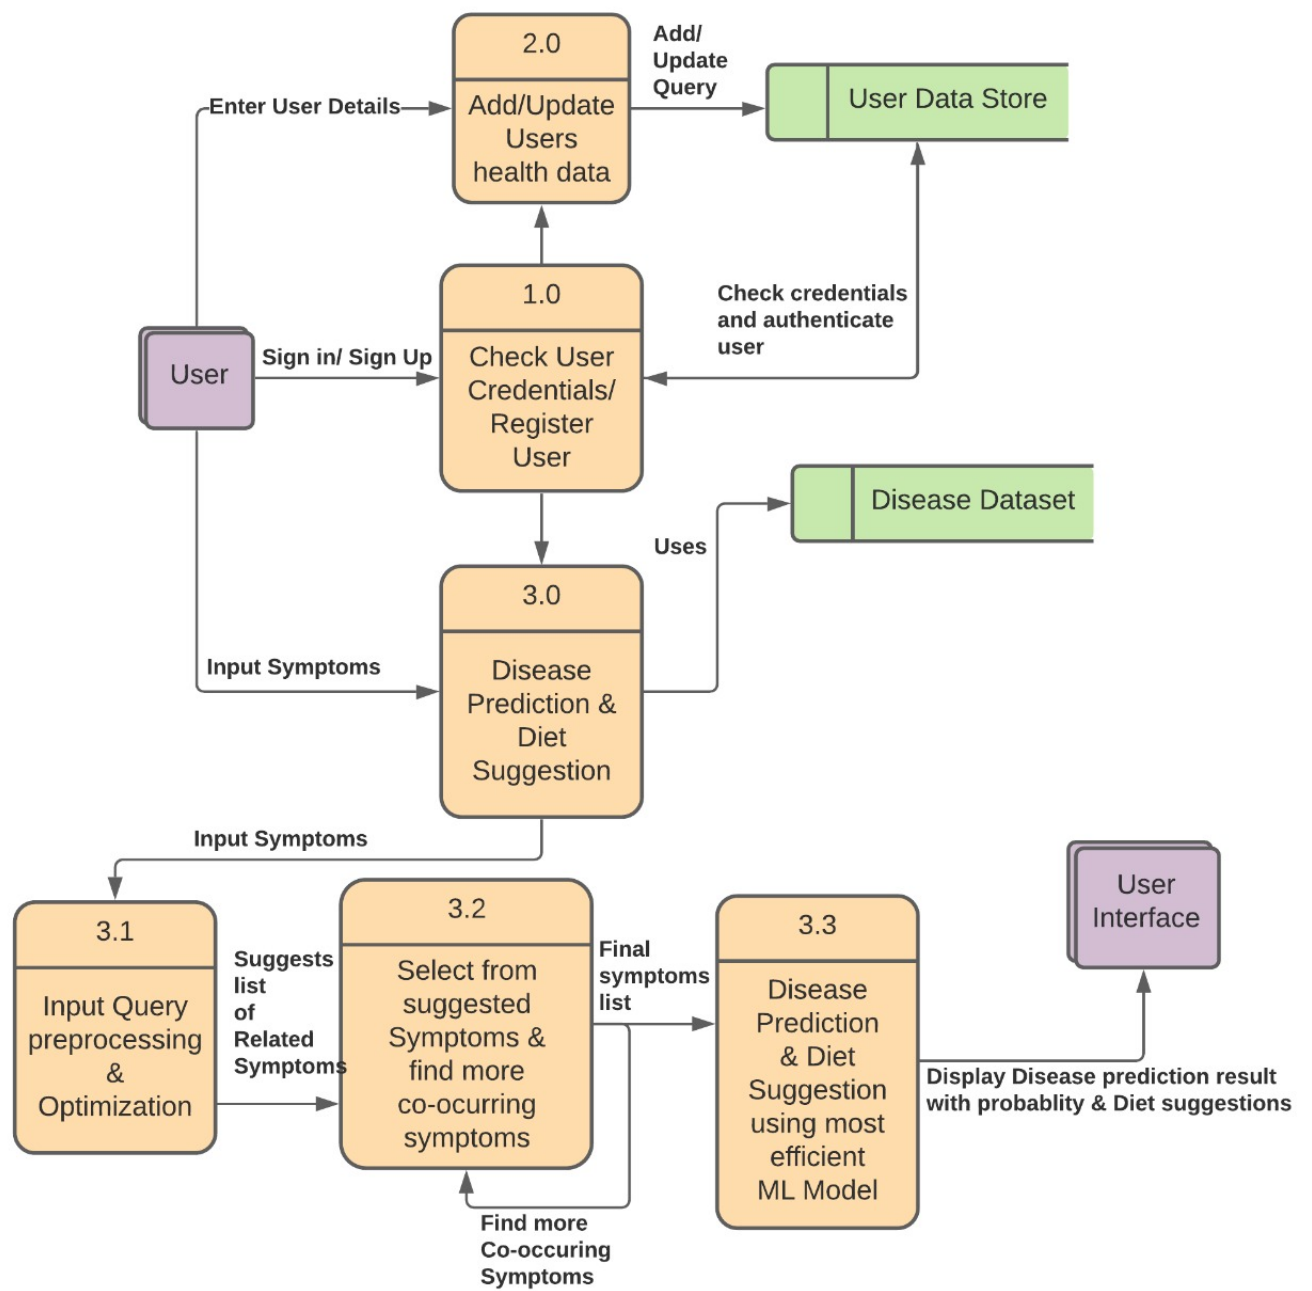 2.0
Add/Update
Users
health data
Add/
Update
Query
User Data Store
Enter User Details
1.0
Check User
Credentials/
Register
User
Check credentials
and authenticate
user
User
Sign in/ Sign Up
Disease Dataset
Uses
3.0
Disease
Prediction &
Diet
Suggestion
Input Symptoms
Input Symptoms
3.1
Input Query
preprocessing
&
Optimization
Suggests
list
of
Related
Symptoms
3.2
Select from
suggested
Symptoms &
find more
co-ocurring
symptoms
Final
symptoms
list
Find more
Co-occuring
Symptoms
3.3
Disease
Prediction
& Diet
Suggestion
using most
efficient
ML Model
User
Interface
Display Disease prediction result
with probablity & Diet suggestions